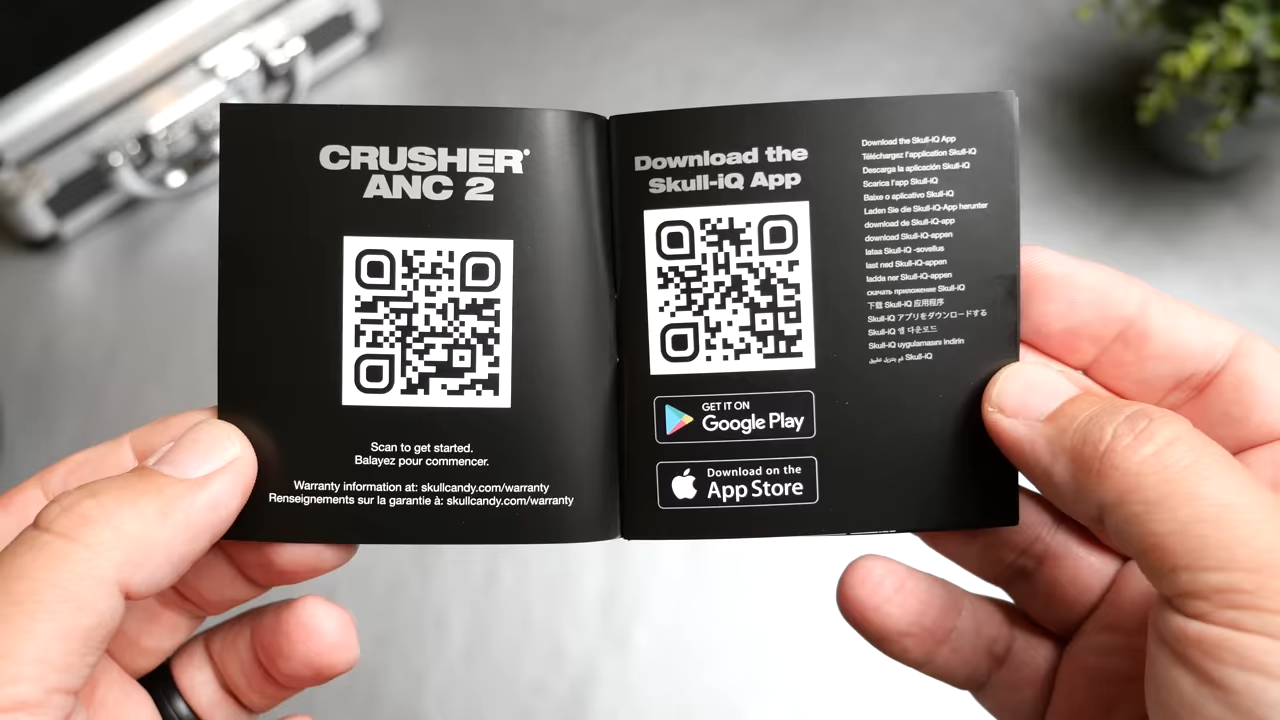 CRUSHER®
ANC 2
Scan to get started.
Balayez pour commencer.
Warranty information at: skullcandy.com/warranty
Renseignements sur la garantie à: skullcandy.com/warranty
Download the
Skull-iQ App
GET IT ON
Google Play
Download on the
App Store
Download the Skull-iQ App
Téléchargez l'application Skull-iQ
Descarga la aplicación Skull-iQ
Scarica l'app Skull-iQ
Baixe o aplicativo Skull-iQ
Laden Sie die Skull-iQ-App herunter
download de Skull-iQ-app
download Skull-iQ-appen
lataa Skull-iQ -sovellus
last ned Skull-iQ-appen
ladda ner Skull-iQ-appen
скачать приложение Skull-iQ
下载 Skull-iQ 应用程序
Skull-iQ アプリをダウンロードする
Skull-iQ 앱 다운로드
Skull-iQ uygulamasını indirin
Skull-iQ